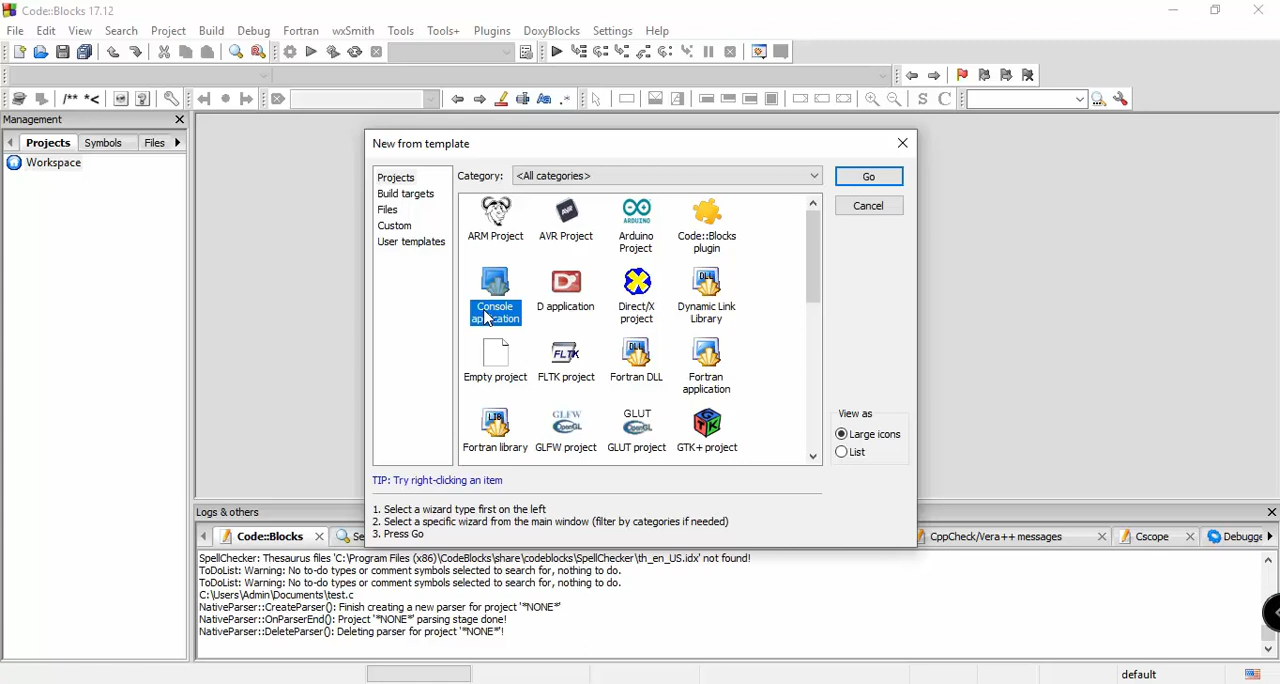 Code::Blocks 17.12
File Edit View Search Project Build Debug Fortran wxSmith Tools Tools+ Plugins DoxyBlocks Settings Help
/** *<
S C
Management
Projects Symbols Files
Workspace
New from template
Projects
Build targets
Files
Custom
User templates
Category: <All categories>
Go
Cancel
ARM Project AVR Project Arduino Project Code::Blocks plugin
Console application D application Direct/X project Dynamic Link Library
Empty project FLTK project Fortran DLL Fortran application
Fortran library GLFW project GLUT project GTK+ project
View as
Large icons
List
TIP: Try right-clicking an item
1. Select a wizard type first on the left
2. Select a specific wizard from the main window (filter by categories if needed)
3. Press Go
Logs & others
Code::Blocks Se CppCheck/Vera++ messages Cscope Debugge
SpellChecker: Thesaurus files 'C:\Program Files (x86)\CodeBlocks\share\codeblocks\SpellChecker\th_en_US.idx' not found!
ToDoList: Warning: No to-do types or comment symbols selected to search for, nothing to do.
ToDoList: Warning: No to-do types or comment symbols selected to search for, nothing to do.
C:\Users\Admin\Documents\test.c
NativeParser::CreateParser(): Finish creating a new parser for project '*NONE*'
NativeParser::OnParserEnd(): Project '*NONE*' parsing stage done!
NativeParser::DeleteParser(): Deleting parser for project '*NONE*'!
default